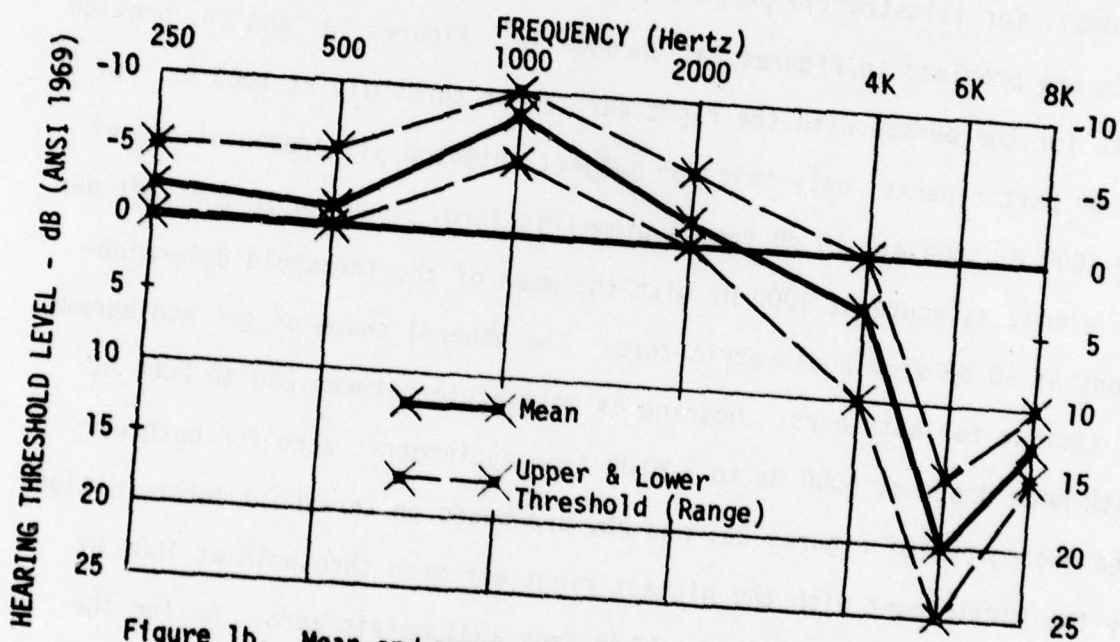 FREQUENCY (Hertz)
250 500 1000 2000 4K 6K 8K
HEARING THRESHOLD LEVEL - dB (ANSI 1969)
-10 -10
-5 -5
0 0
5 5
10 10
15 15
20 20
25 25
Mean
Upper & Lower
Threshold (Range)
Figure 1b. Mean